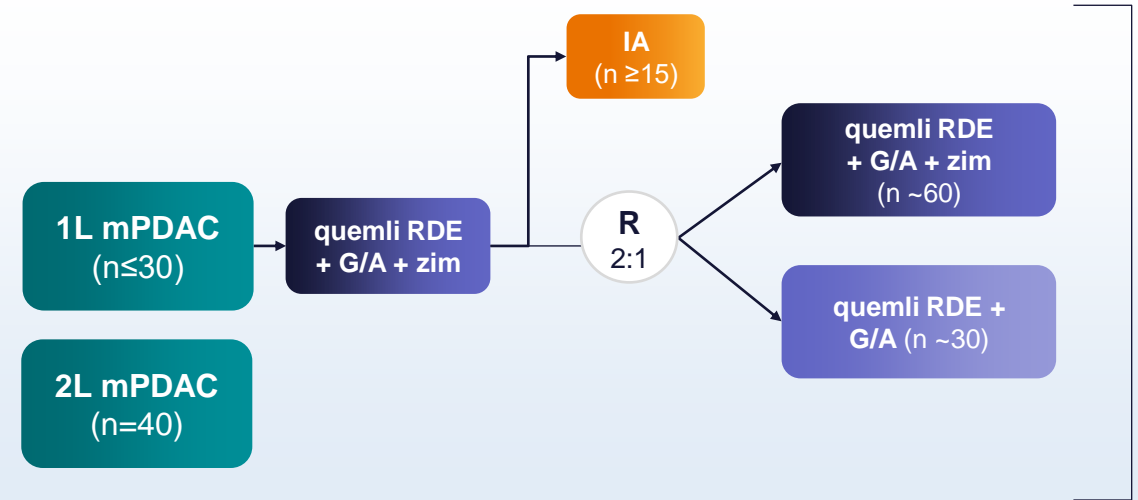 1L mPDAC
(n≤30)
2L mPDAC
(n=40)
quemli RDE
+ G/A + zim
IA
(n ≥15)
R
2:1
quemli RDE
+ G/A + zim
(n ~60)
quemli RDE +
G/A (n ~30)